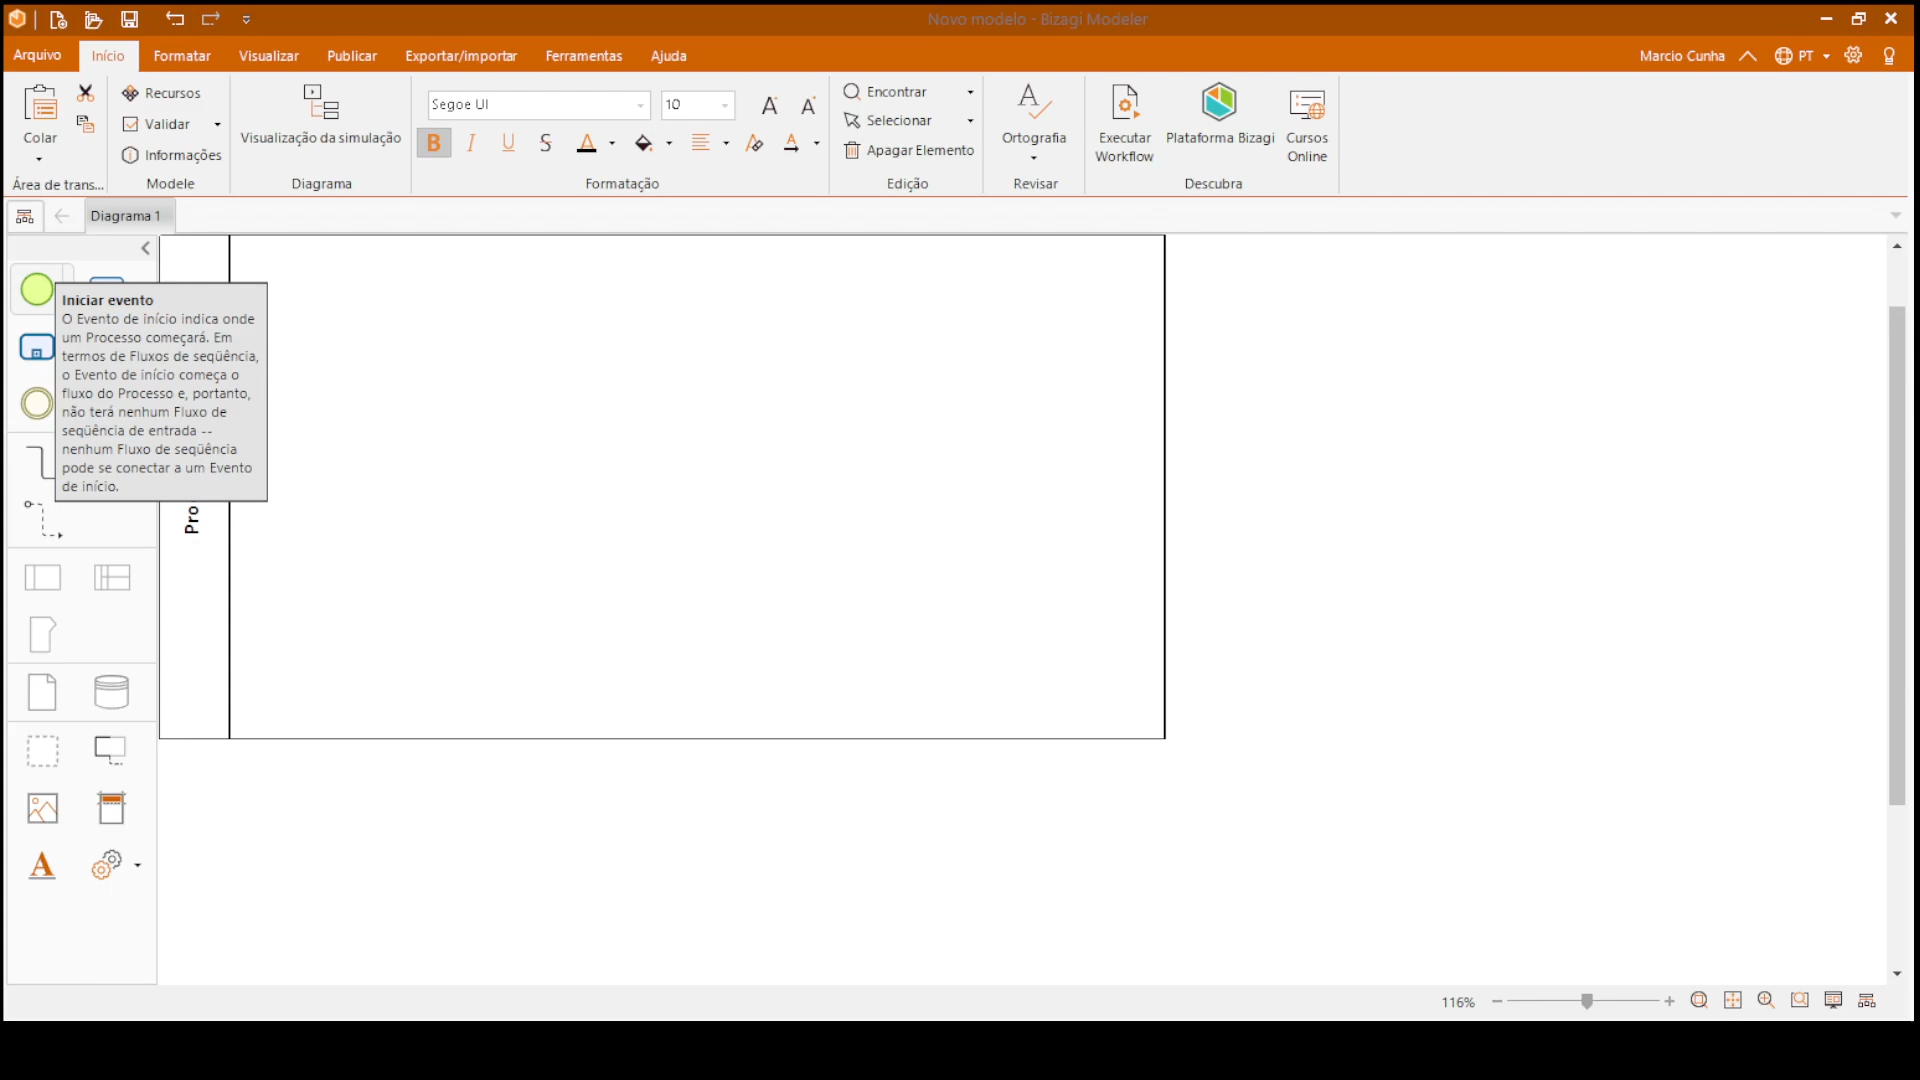 Novo modelo - Bizagi Modeler
Arquivo Início Formatar Visualizar Publicar Exportar/importar Ferramentas Ajuda Marcio Cunha PT
Colar
Recursos
Validar
Informações
Visualização da simulação
Segoe UI 10
B I U S A A
Encontrar
Selecionar
Apagar Elemento
Ortografia
Executar
Workflow
Plataforma Bizagi
Cursos
Online
Área de trans... Modele Diagrama Formatação Edição Revisar Descubra
Diagrama 1
Iniciar evento
O Evento de início indica onde
um Processo começará. Em
termos de Fluxos de seqüência,
o Evento de início começa o
fluxo do Processo e, portanto,
não terá nenhum Fluxo de
seqüência de entrada --
nenhum Fluxo de seqüência
pode se conectar a um Evento
de início.
Pro
A
116%